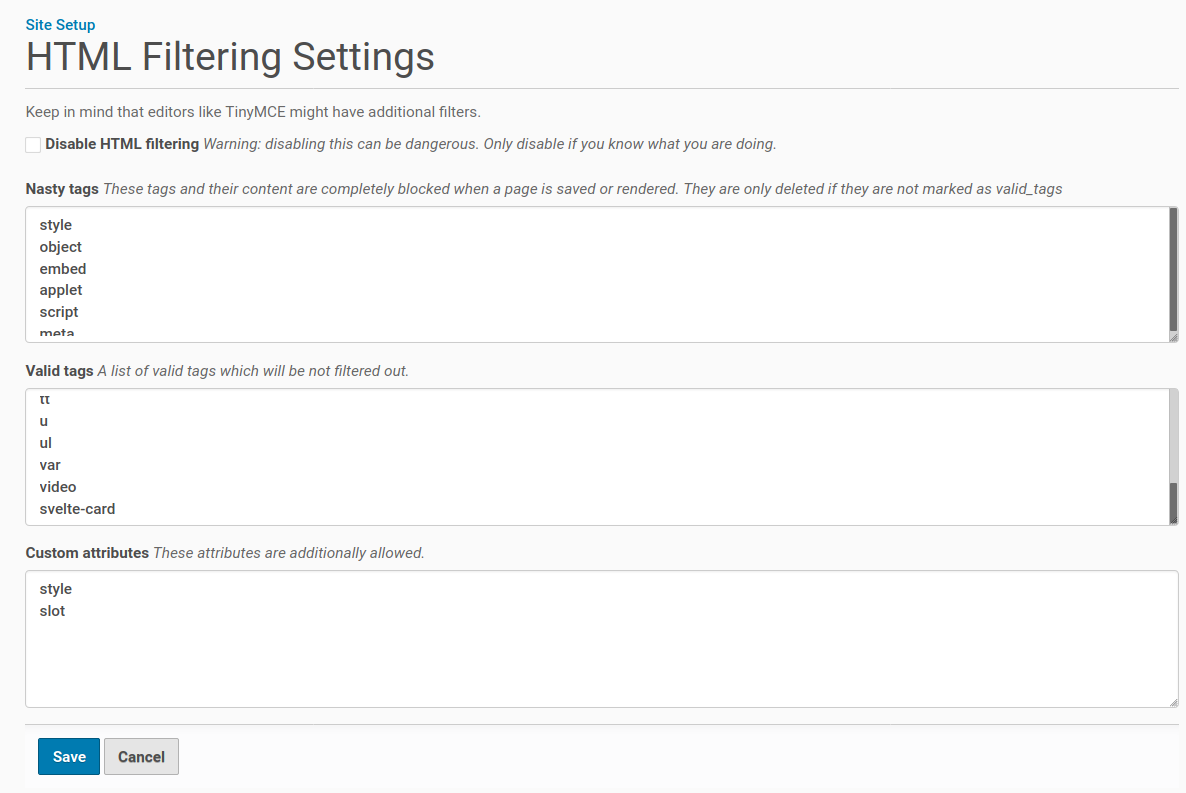 Site Setup
HTML Filtering Settings
Keep in mind that editors like TinyMCE might have additional filters.
Disable HTML filtering Warning: disabling this can be dangerous. Only disable if you know what you are doing.
Nasty tags These tags and their content are completely blocked when a page is saved or rendered. They are only deleted if they are not marked as valid_tags
style
object
embed
applet
script
meta
Valid tags A list of valid tags which will be not filtered out.
tt
u
ul
var
video
svelte-card
Custom attributes These attributes are additionally allowed.
style
slot
Save Cancel